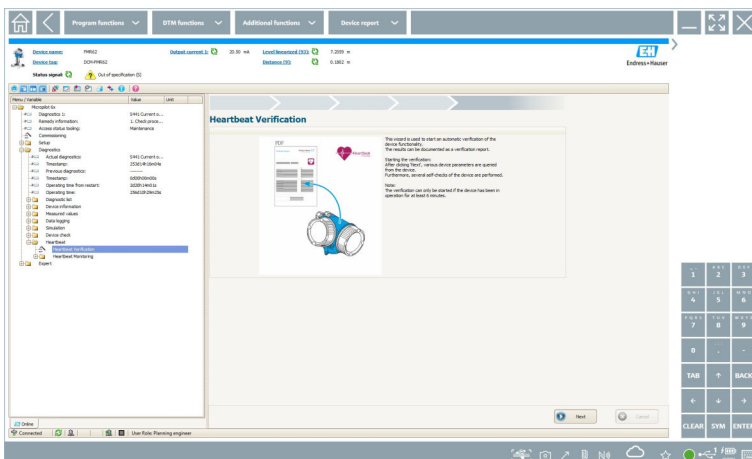 Program functions
DTM functions
Additional functions
Device report
Device name: FMR62
Output current 1: 20.50 mA
Level linearized (93): 7.2009 m
Device tag: DCM-FMR62
Distance (9): 0.1802 m
Endress+Hauser
Status signal: Out of specification (S)
Menu / Variable Value Unit
Micropilot 6x
Diagnostics 1: S441 Current o...
Remedy information: 1. Check proce...
Access status tooling: Maintenance
Commissioning
Setup
Diagnostics
Actual diagnostics: S441 Current o...
Timestamp:
Previous diagnostics: --------
Timestamp: 0d00h00m00s
Operating time from restart:
Operating time:
Diagnostic list
Device information
Measured values
Data logging
Simulation
Device check
Heartbeat
Heartbeat Verification
Heartbeat Monitoring
Expert
Heartbeat Verification
PDF
Heartbeat
This wizard is used to start an automatic verification of the
device functionality.
The results can be documented as a verification report.
Starting the verification:
After clicking 'Next', various device parameters are queried
from the device.
Furthermore, several self-checks of the device are performed.
Note:
The verification can only be started if the device has been in
operation for at least 6 minutes.
Next
Cancel
1 2 3
4 5 6
7 8 9
0 . -
TAB BACK
CLEAR SYM ENTER
Online
Connected
User Role: Planning engineer